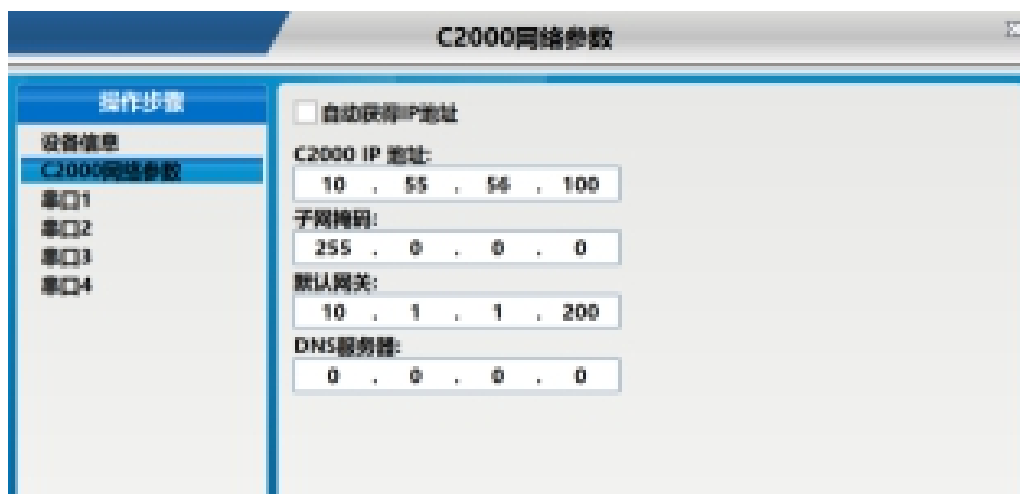 C2000网络参数
操作步骤
设备信息
C2000网络参数
串口1
串口2
串口3
串口4
自动获得IP地址
C2000 IP 地址:
10 . 55 . 56 . 100
子网掩码:
255 . 0 . 0 . 0
默认网关:
10 . 1 . 1 . 200
DNS服务器:
0 . 0 . 0 . 0